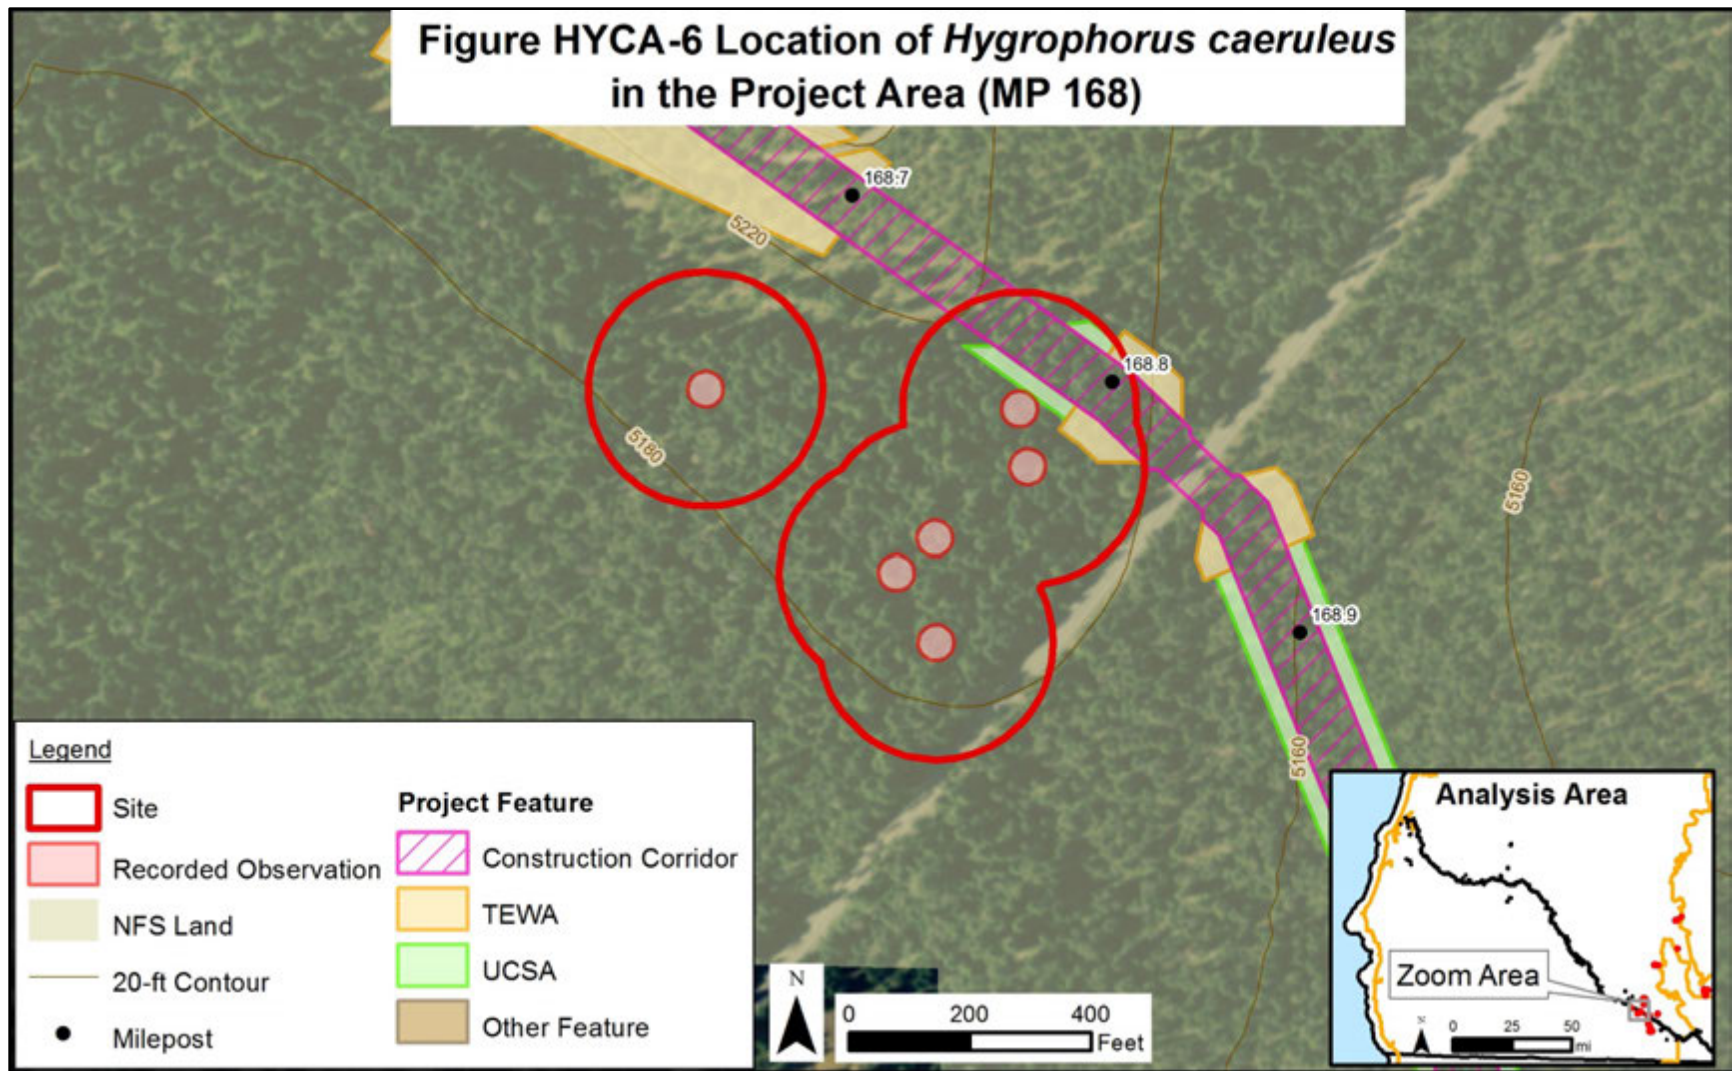 Figure HYCA-6 Location of Hygrophorus caeruleus
in the Project Area (MP 168)
168.7
5220
168.8
5180
5160
168.9
5160
Legend
Site
Recorded Observation
NFS Land
20-ft Contour
Milepost
Project Feature
Construction Corridor
TEWA
UCSA
Other Feature
N
0 200 400
Feet
Analysis Area
Zoom Area
N
0 25 50
mi